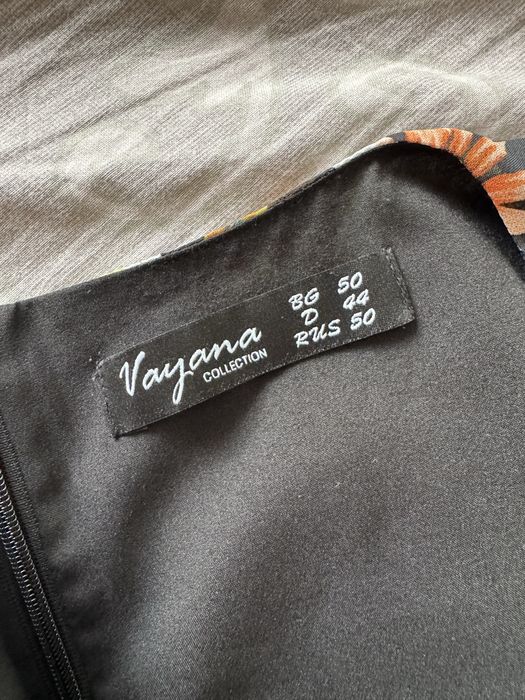 Vayana
COLLECTION
BG 50
D 44
RUS 50